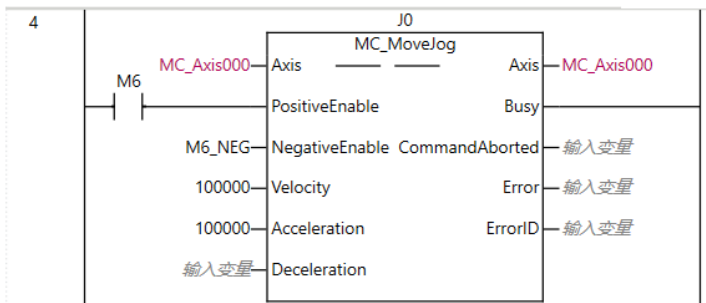 4
J0
MC_MoveJog
MC_Axis000 Axis Axis MC_Axis000
M6
PositiveEnable Busy
M6_NEG NegativeEnable CommandAborted 输入变量
100000 Velocity Error 输入变量
100000 Acceleration ErrorID 输入变量
输入变量 Deceleration